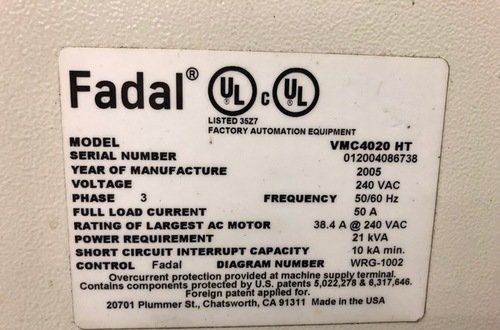 Fadal® UL c UL
LISTED 35Z7
FACTORY AUTOMATION EQUIPMENT
MODEL VMC4020 HT
SERIAL NUMBER 012004086738
YEAR OF MANUFACTURE 2005
VOLTAGE 240 VAC
PHASE 3 FREQUENCY 50/60 Hz
FULL LOAD CURRENT 50 A
RATING OF LARGEST AC MOTOR 38.4 A @ 240 VAC
POWER REQUIREMENT 21 kVA
SHORT CIRCUIT INTERRUPT CAPACITY 10 kA min.
CONTROL Fadal DIAGRAM NUMBER WRG-1002
Overcurrent protection provided at machine supply terminal.
Contains components protected by U.S. patents 5,022,278 & 6,317,646.
Foreign patent applied for.
20701 Plummer St., Chatsworth, CA 91311 Made in the USA